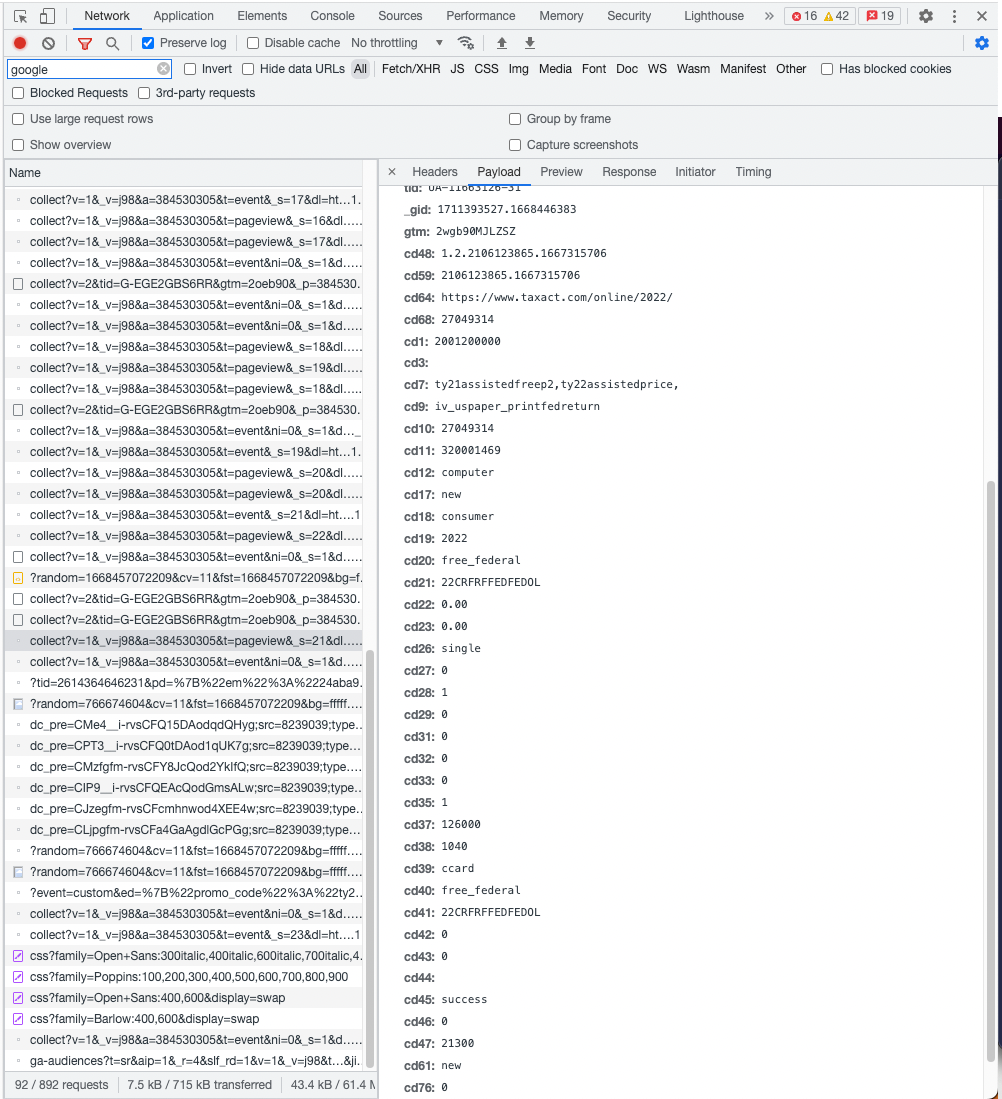 Network Application Elements Console Sources Performance Memory Security Lighthouse » 16 42 19
Preserve log Disable cache No throttling
google Invert Hide data URLs All Fetch/XHR JS CSS Img Media Font Doc WS Wasm Manifest Other Has blocked cookies
Blocked Requests 3rd-party requests
Use large request rows Group by frame
Show overview Capture screenshots
Name
collect?v=1&_v=j98&a=384530305&t=event&_s=17&dl=ht…1.
collect?v=1&_v=j98&a=384530305&t=pageview&_s=16&dl.…
collect?v=1&_v=j98&a=384530305&t=pageview&_s=17&dl.…
collect?v=1&_v=j98&a=384530305&t=event&ni=0&_s=1&d.…
collect?v=2&tid=G-EGE2GBS6RR&gtm=2oeb90&_p=384530.
collect?v=1&_v=j98&a=384530305&t=event&ni=0&_s=1&d.…
collect?v=1&_v=j98&a=384530305&t=event&ni=0&_s=1&d.…
collect?v=1&_v=j98&a=384530305&t=pageview&_s=18&dl.…
collect?v=1&_v=j98&a=384530305&t=pageview&_s=19&dl.…
collect?v=1&_v=j98&a=384530305&t=pageview&_s=18&dl.…
collect?v=2&tid=G-EGE2GBS6RR&gtm=2oeb90&_p=384530.
collect?v=1&_v=j98&a=384530305&t=event&ni=0&_s=1&d…_
collect?v=1&_v=j98&a=384530305&t=event&_s=19&dl=ht…1.
collect?v=1&_v=j98&a=384530305&t=pageview&_s=20&dl.…
collect?v=1&_v=j98&a=384530305&t=pageview&_s=20&dl.…
collect?v=1&_v=j98&a=384530305&t=event&_s=21&dl=ht….1
collect?v=1&_v=j98&a=384530305&t=pageview&_s=22&dl.…
collect?v=1&_v=j98&a=384530305&t=event&ni=0&_s=1&d.…
?random=1668457072209&cv=11&fst=1668457072209&bg=f…
collect?v=2&tid=G-EGE2GBS6RR&gtm=2oeb90&_p=384530.
collect?v=2&tid=G-EGE2GBS6RR&gtm=2oeb90&_p=384530.
collect?v=1&_v=j98&a=384530305&t=pageview&_s=21&dl.…
collect?v=1&_v=j98&a=384530305&t=event&ni=0&_s=1&d.…
?tid=2614364646231&pd=%7B%22em%22%3A%2224aba9…
?random=766674604&cv=11&fst=1668457072209&bg=fffff…
dc_pre=CMe4__i-rvsCFQ15DAodqdQHyg;src=8239039;type…
dc_pre=CPT3__i-rvsCFQ0tDAod1qUK7g;src=8239039;type…
dc_pre=CMzfgfm-rvsCFY8JcQod2YkIfQ;src=8239039;type…
dc_pre=CIP9__i-rvsCFQEAcQodGmsALw;src=8239039;type…
dc_pre=CJzegfm-rvsCFcmhnwod4XEE4w;src=8239039;type…
dc_pre=CLjpgfm-rvsCFa4GaAgdlGcPGg;src=8239039;type…
?random=766674604&cv=11&fst=1668457072209&bg=fffff…
?random=766674604&cv=11&fst=1668457072209&bg=fffff…
?event=custom&ed=%7B%22promo_code%22%3A%22ty2…
collect?v=1&_v=j98&a=384530305&t=event&ni=0&_s=1&d.…
collect?v=1&_v=j98&a=384530305&t=event&_s=23&dl=ht….1
css?family=Open+Sans:300italic,400italic,600italic,700italic,4…
css?family=Poppins:100,200,300,400,500,600,700,800,900
css?family=Open+Sans:400,600&display=swap
css?family=Barlow:400,600&display=swap
collect?v=1&_v=j98&a=384530305&t=event&ni=0&_s=1&d.…
ga-audiences?t=sr&aip=1&_r=4&slf_rd=1&v=1&_v=j98&t…&ji.
92 / 892 requests 7.5 kB / 715 kB transferred 43.4 kB / 61.4 M
Headers Payload Preview Response Initiator Timing
tid: UA-11663126-31
_gid: 1711393527.1668446383
gtm: 2wgb90MJLZSZ
cd48: 1.2.2106123865.1667315706
cd59: 2106123865.1667315706
cd64: https://www.taxact.com/online/2022/
cd68: 27049314
cd1: 2001200000
cd3:
cd7: ty21assistedfreep2,ty22assistedprice,
cd9: iv_uspaper_printfedreturn
cd10: 27049314
cd11: 320001469
cd12: computer
cd17: new
cd18: consumer
cd19: 2022
cd20: free_federal
cd21: 22CRFRFFEDFEDOL
cd22: 0.00
cd23: 0.00
cd26: single
cd27: 0
cd28: 1
cd29: 0
cd31: 0
cd32: 0
cd33: 0
cd35: 1
cd37: 126000
cd38: 1040
cd39: ccard
cd40: free_federal
cd41: 22CRFRFFEDFEDOL
cd42: 0
cd43: 0
cd44:
cd45: success
cd46: 0
cd47: 21300
cd61: new
cd76: 0